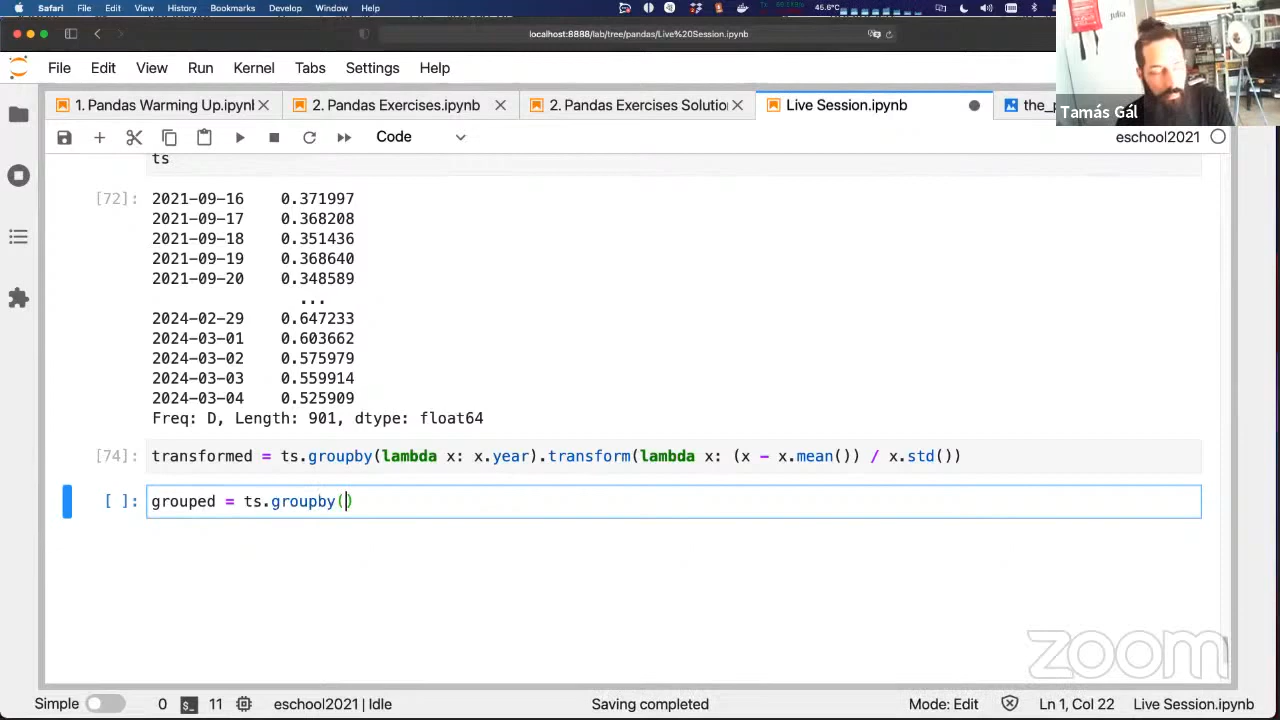 Safari File Edit View History Bookmarks Develop Window Help 46.6°C
localhost:8888/lab/tree/pandas/Live%20Session.ipynb
File Edit View Run Kernel Tabs Settings Help
1. Pandas Warming Up.ipynl 2. Pandas Exercises.ipynb 2. Pandas Exercises Solution Live Session.ipynb the_p
Tamás Gál
Code eschool2021
ts
[72]: 2021-09-16 0.371997
2021-09-17 0.368208
2021-09-18 0.351436
2021-09-19 0.368640
2021-09-20 0.348589
...
2024-02-29 0.647233
2024-03-01 0.603662
2024-03-02 0.575979
2024-03-03 0.559914
2024-03-04 0.525909
Freq: D, Length: 901, dtype: float64
[74]: transformed = ts.groupby(lambda x: x.year).transform(lambda x: (x - x.mean()) / x.std())
[ ]: grouped = ts.groupby()
zoom
Simple 0 $_ 11 eschool2021 | Idle Saving completed Mode: Edit Ln 1, Col 22 Live Session.ipynb